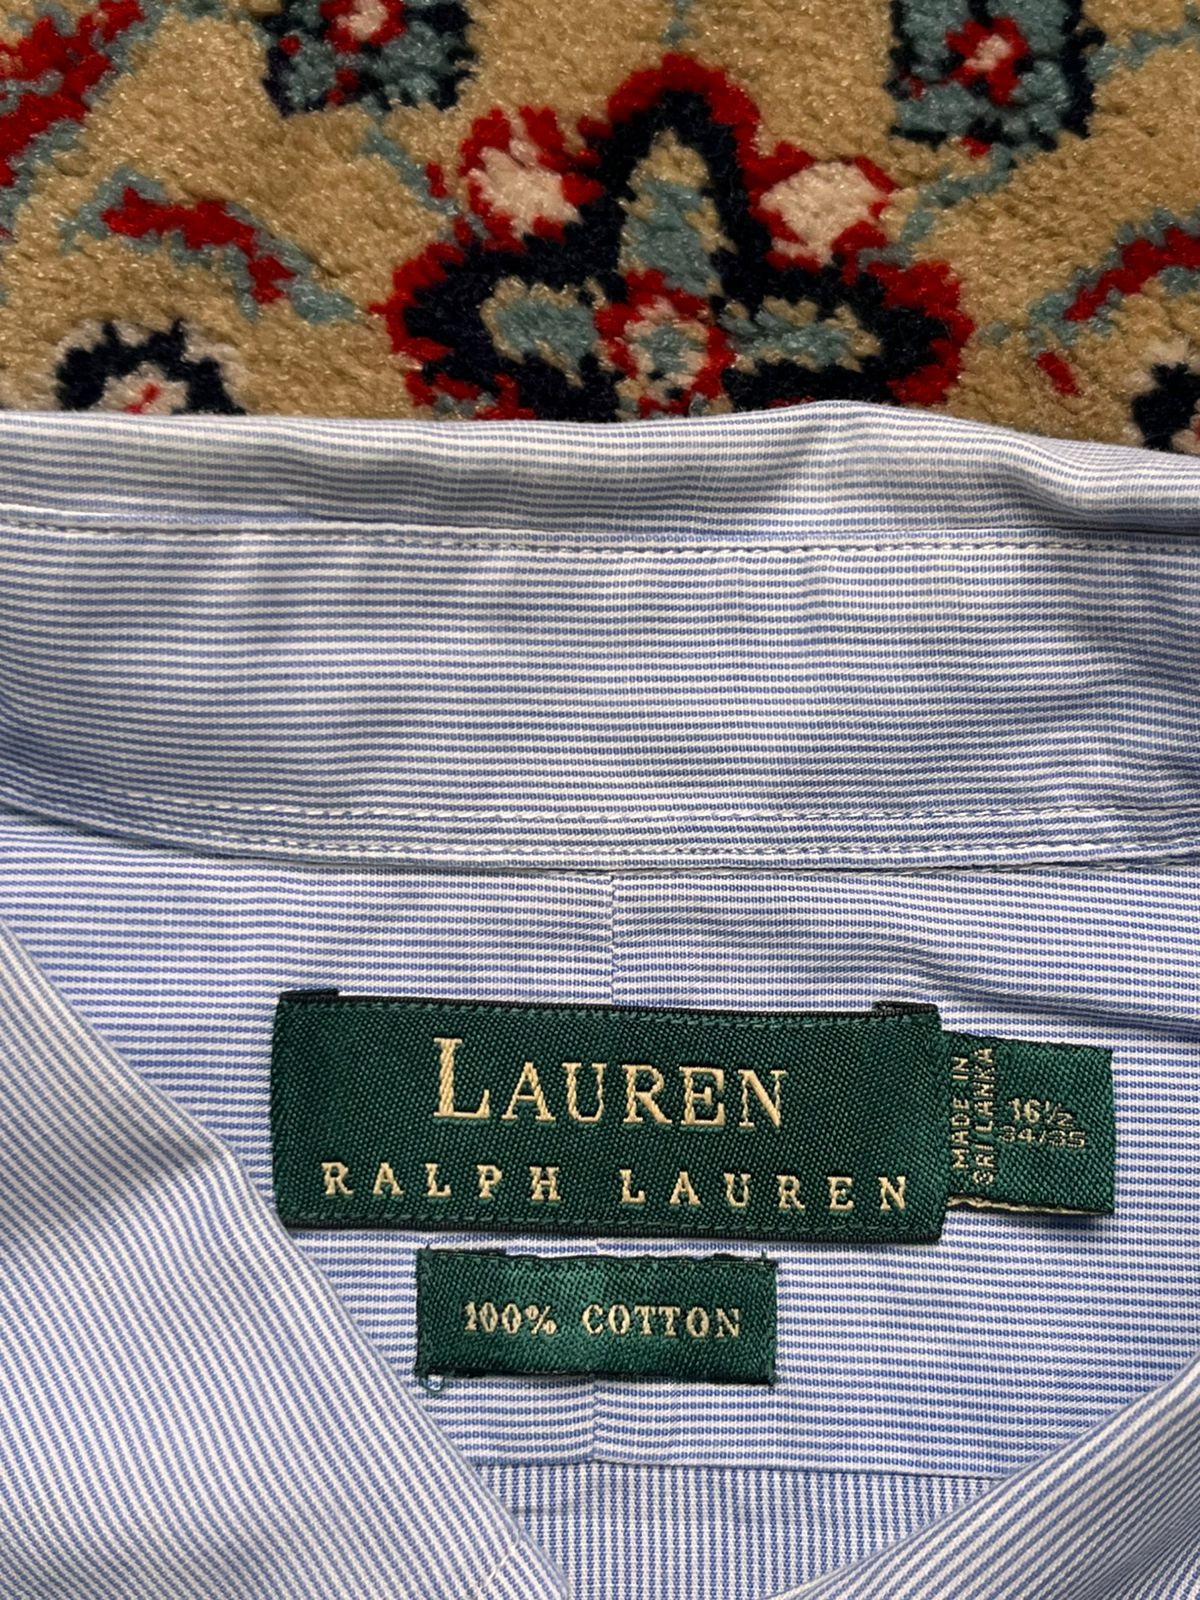 LAUREN
RALPH LAUREN
MADE IN
SRI LANKA
16½
34/35
100% COTTON